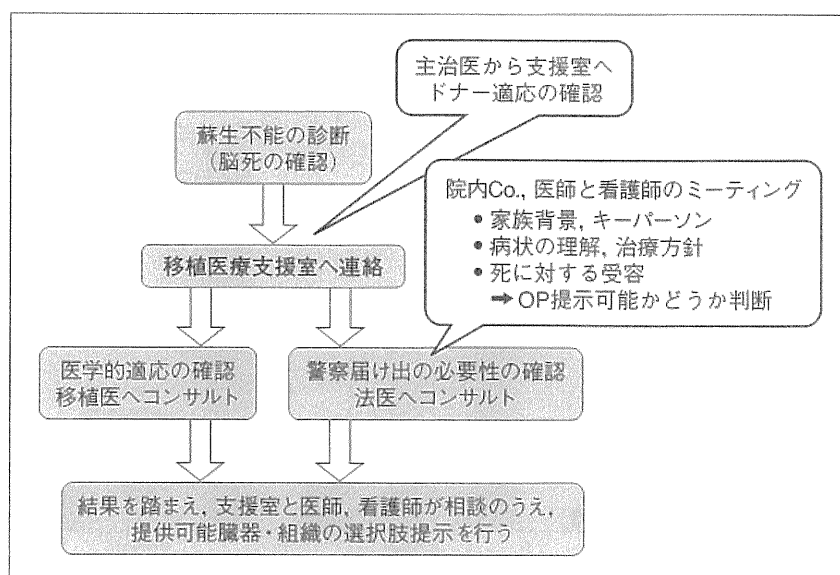 主治医から支援室へ
ドナー適応の確認
蘇生不能の診断
(脳死の確認)
院内Co., 医師と看護師のミーティング
• 家族背景, キーパーソン
• 病状の理解, 治療方針
• 死に対する受容
➡ OP提示可能かどうか判断
移植医療支援室へ連絡
医学的適応の確認
移植医へコンサルト
警察届け出の必要性の確認
法医へコンサルト
結果を踏まえ, 支援室と医師, 看護師が相談のうえ,
提供可能臓器・組織の選択肢提示を行う